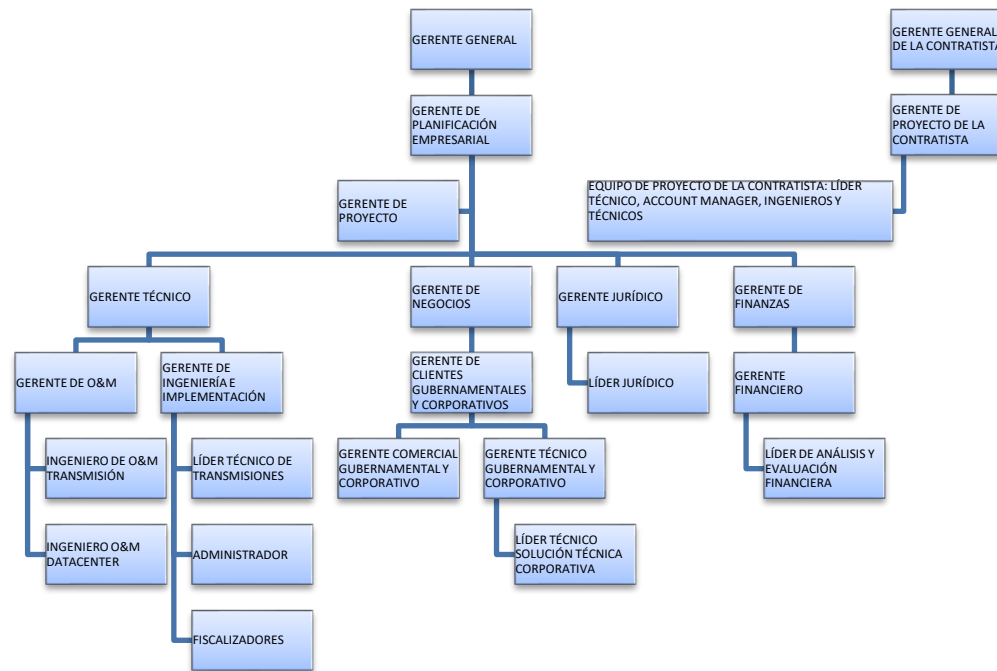 GERENTE GENERAL
GERENTE GENERAL
DE LA CONTRATISTA
GERENTE DE
PLANIFICACIÓN
EMPRESARIAL
GERENTE DE
PROYECTO DE LA
CONTRATISTA
GERENTE DE
PROYECTO
EQUIPO DE PROYECTO DE LA CONTRATISTA: LÍDER
TÉCNICO, ACCOUNT MANAGER, INGENIEROS Y
TÉCNICOS
GERENTE TÉCNICO
GERENTE DE
NEGOCIOS
GERENTE JURÍDICO
GERENTE DE
FINANZAS
GERENTE DE O&M
GERENTE DE
INGENIERÍA E
IMPLEMENTACIÓN
GERENTE DE
CLIENTES
GUBERNAMENTALES
Y CORPORATIVOS
LÍDER JURÍDICO
GERENTE
FINANCIERO
INGENIERO DE O&M
TRANSMISIÓN
LÍDER TÉCNICO DE
TRANSMISIONES
GERENTE COMERCIAL
GUBERNAMENTAL Y
CORPORATIVO
GERENTE TÉCNICO
GUBERNAMENTAL Y
CORPORATIVO
LÍDER DE ANÁLISIS Y
EVALUACIÓN
FINANCIERA
INGENIERO O&M
DATACENTER
ADMINISTRADOR
LÍDER TÉCNICO
SOLUCIÓN TÉCNICA
CORPORATIVA
FISCALIZADORES